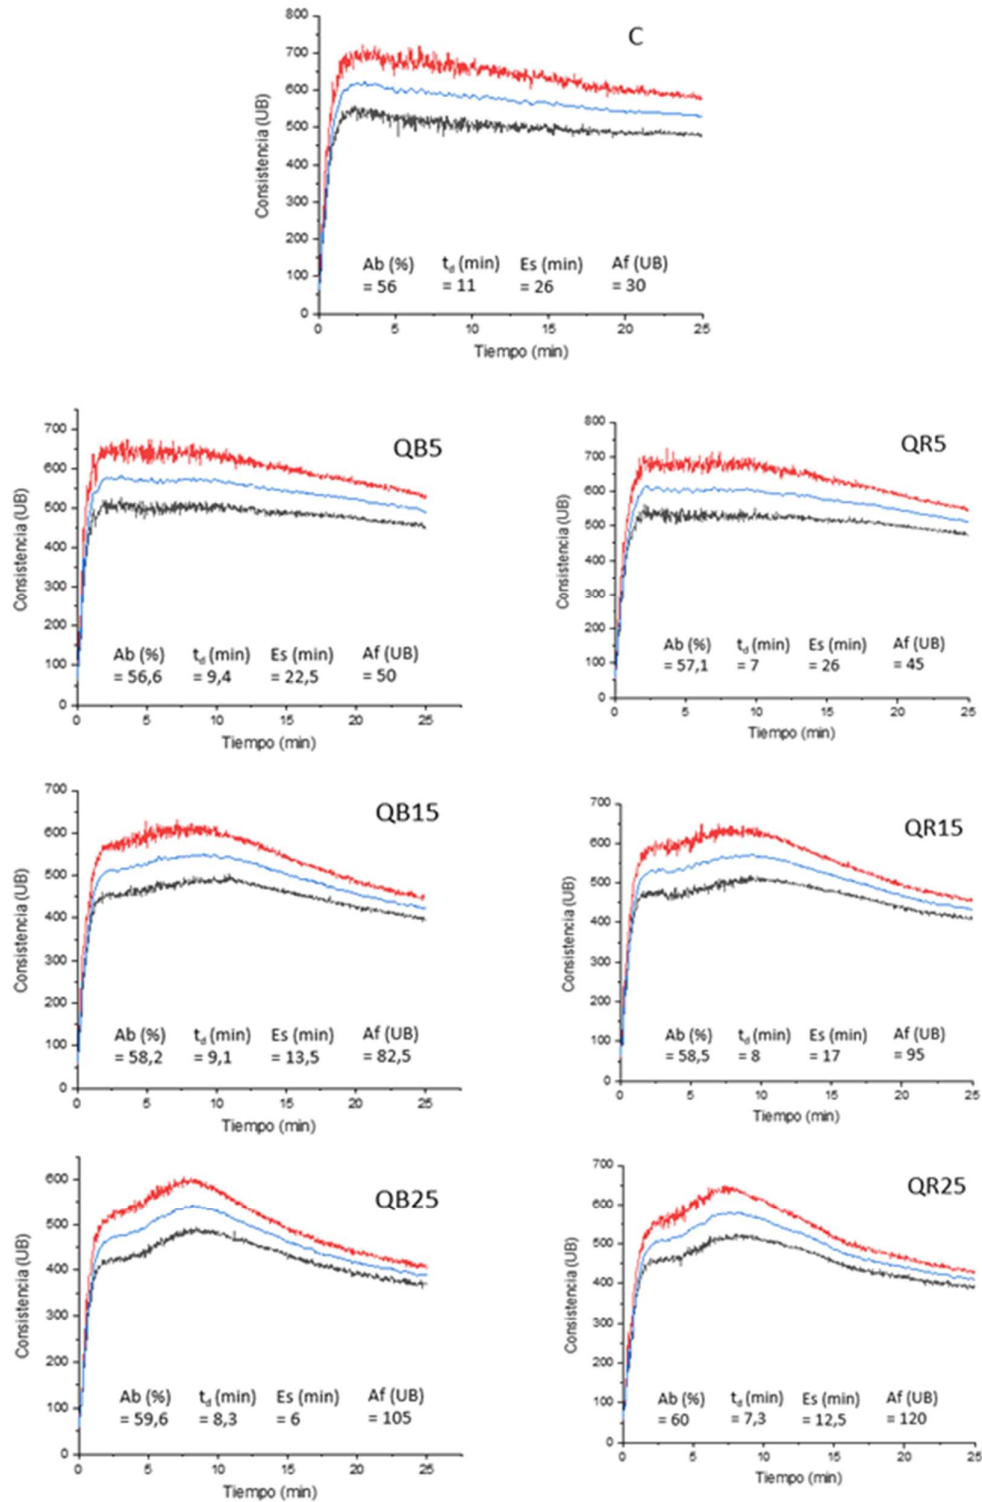 C
Consistencia (UB)
800
700
600
500
400
300
200
100
0
Ab (%) td (min) Es (min) Af (UB)
= 56 = 11 = 26 = 30
0 5 10 15 20 25
Tiempo (min)
QB5
Consistencia (UB)
700
600
500
400
300
200
100
0
Ab (%) td (min) Es (min) Af (UB)
= 56,6 = 9,4 = 22,5 = 50
0 5 10 15 20 25
Tiempo (min)
QR5
Consistencia (UB)
800
700
600
500
400
300
200
100
0
Ab (%) td (min) Es (min) Af (UB)
= 57,1 = 7 = 26 = 45
0 5 10 15 20 25
Tiempo (min)
QB15
Consistencia (UB)
700
600
500
400
300
200
100
0
Ab (%) td (min) Es (min) Af (UB)
= 58,2 = 9,1 = 13,5 = 82,5
0 5 10 15 20 25
Tiempo (min)
QR15
Consistencia (UB)
700
600
500
400
300
200
100
0
Ab (%) td (min) Es (min) Af (UB)
= 58,5 = 8 = 17 = 95
0 5 10 15 20 25
Tiempo (min)
QB25
Consistencia (UB)
600
500
400
300
200
100
0
Ab (%) td (min) Es (min) Af (UB)
= 59,6 = 8,3 = 6 = 105
0 5 10 15 20 25
Tiempo (min)
QR25
Consistencia (UB)
700
600
500
400
300
200
100
0
Ab (%) td (min) Es (min) Af (UB)
= 60 = 7,3 = 12,5 = 120
0 5 10 15 20 25
Tiempo (min)